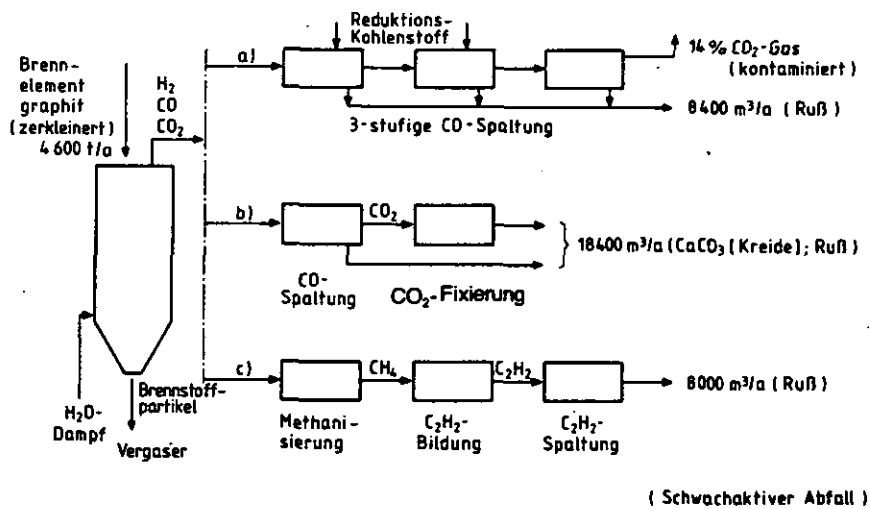 Brenn-
element
graphit
(zerkleinert)
4 600 t/a
H₂
CO
CO₂
H₂O-
Dampf
Brennstoff-
partikel
Vergaser
a)
Reduktions-
Kohlenstoff
3-stufige CO-Spaltung
14 % CO₂-Gas
(kontaminiert)
8400 m³/a (Ruß)
b)
CO₂
CO-
Spaltung
CO₂-Fixierung
18400 m³/a (CaCO₃ [Kreide]; Ruß)
c)
CH₄
C₂H₂
Methani-
sierung
C₂H₂-
Bildung
C₂H₂-
Spaltung
8000 m³/a (Ruß)
(Schwachaktiver Abfall)